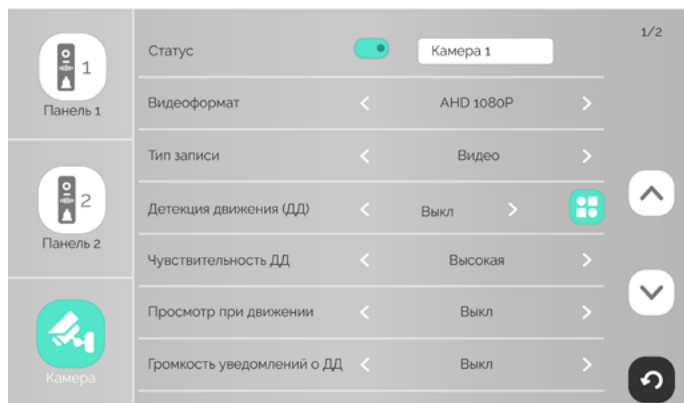 1
Панель 1
2
Панель 2
Камера
Статус
Камера 1
1/2
Видеоформат
AHD 1080P
Тип записи
Видео
Детекция движения (ДД)
Выкл
Чувствительность ДД
Высокая
Просмотр при движении
Выкл
Громкость уведомлений о ДД
Выкл